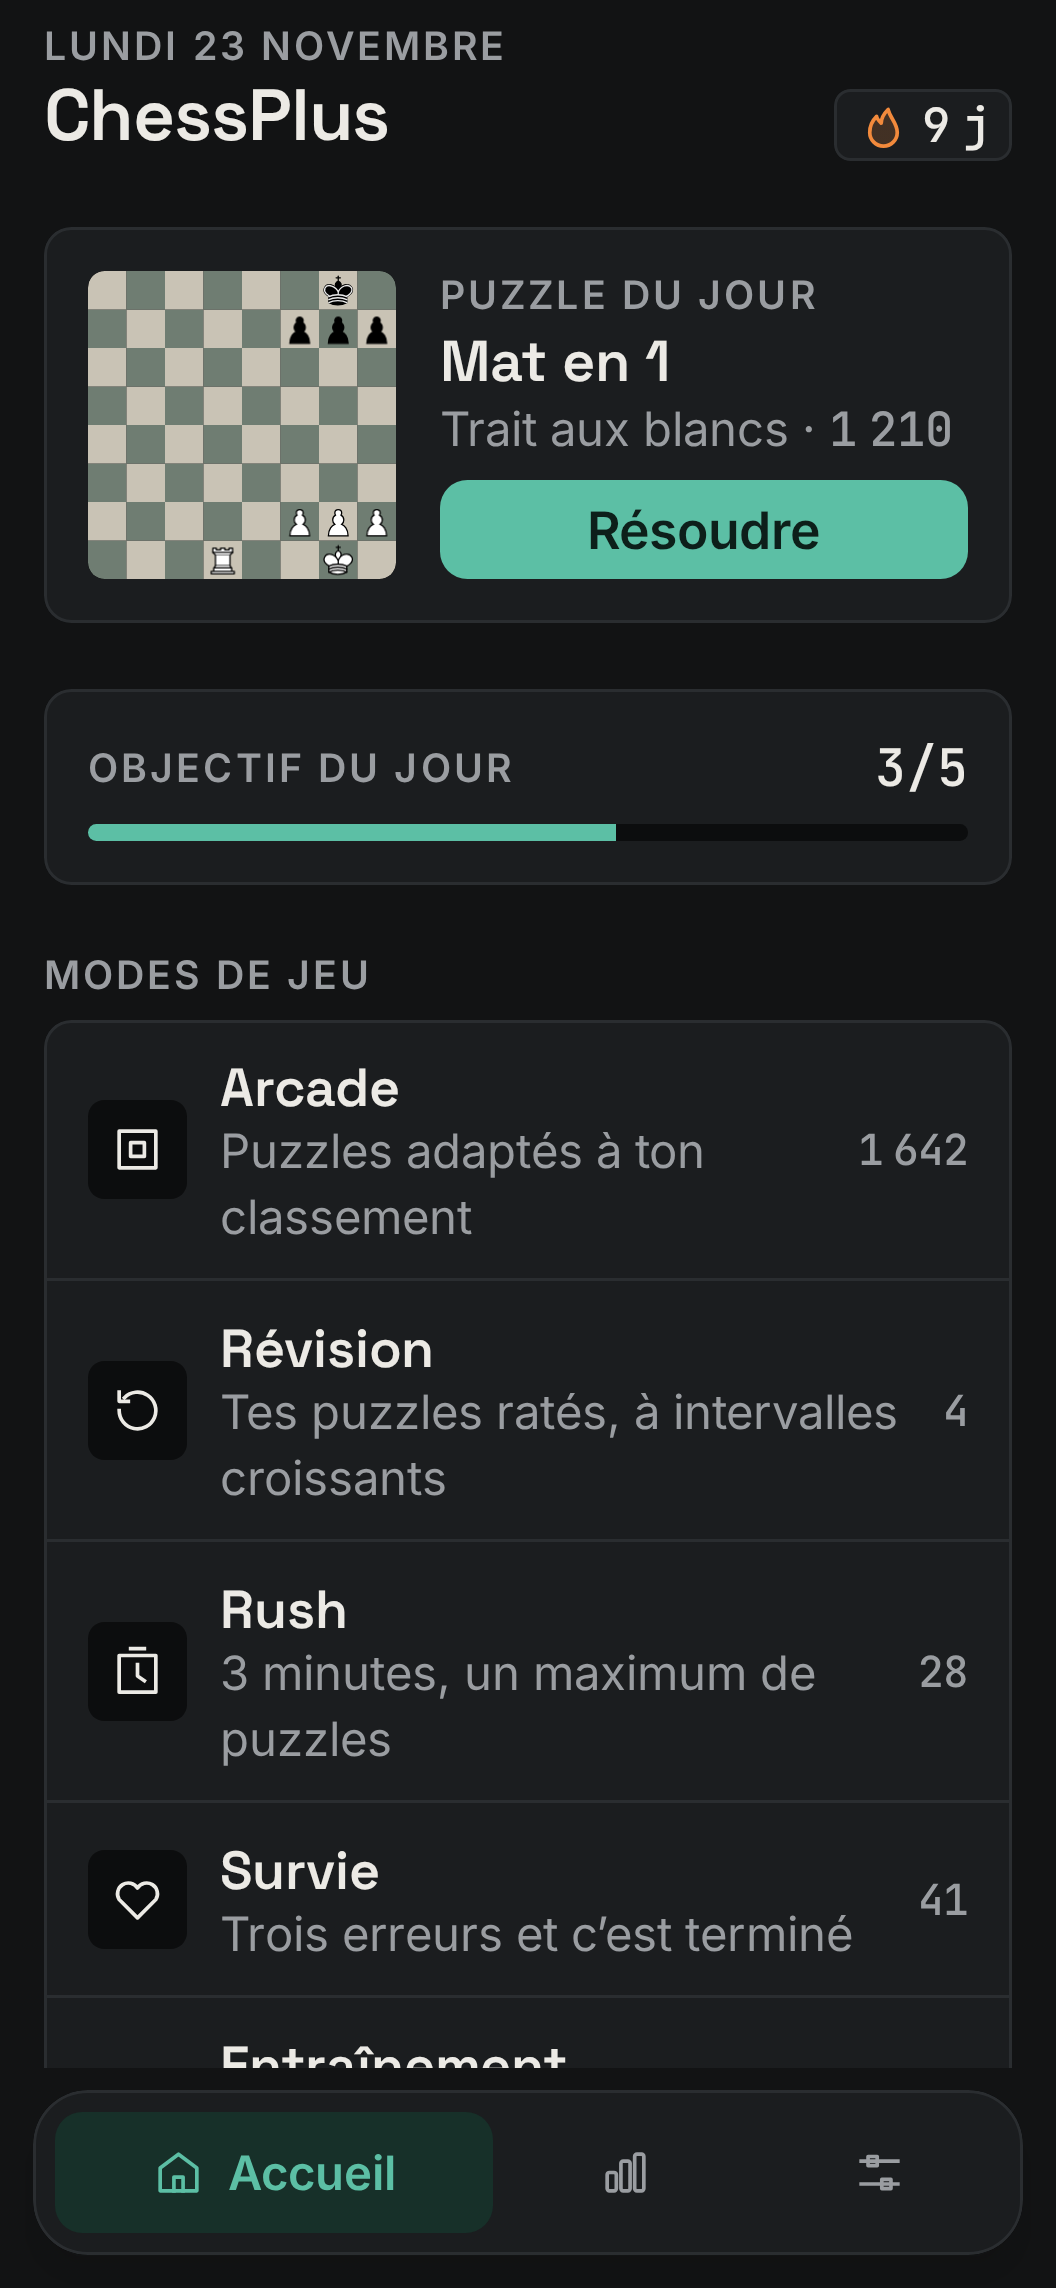 LUNDI 23 NOVEMBRE
ChessPlus
9 j
PUZZLE DU JOUR
Mat en 1
Trait aux blancs · 1 210
Résoudre
OBJECTIF DU JOUR
3/5
MODES DE JEU
Arcade
Puzzles adaptés à ton
classement
1 642
Révision
Tes puzzles ratés, à intervalles
croissants
4
Rush
3 minutes, un maximum de
puzzles
28
Survie
Trois erreurs et c’est terminé
41
Entraînement
Accueil